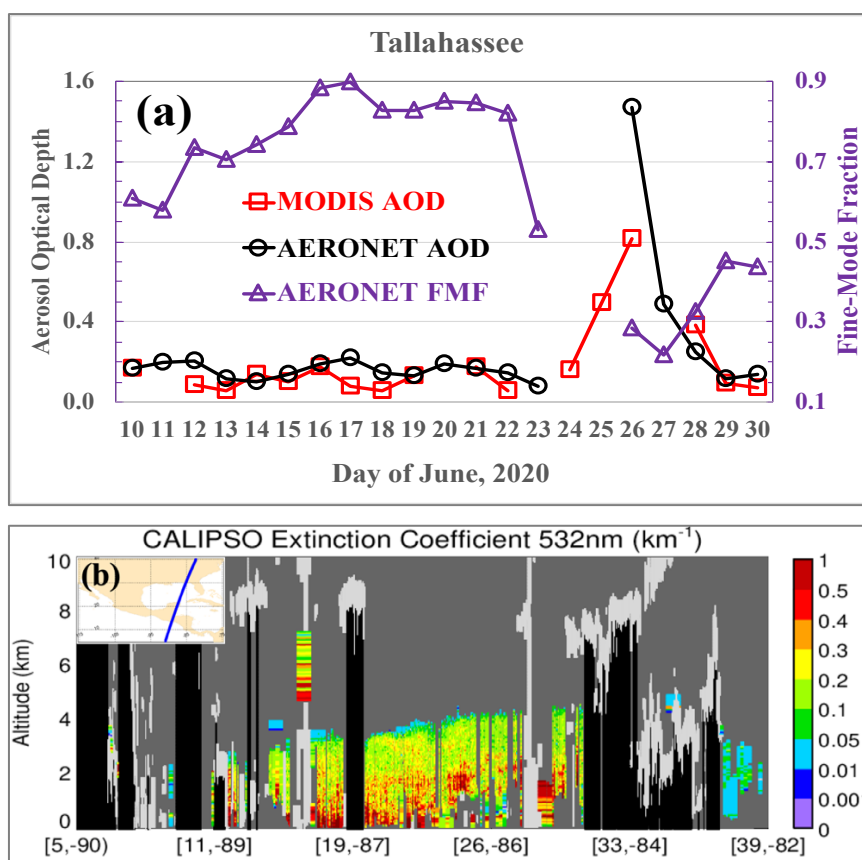 Tallahassee
(a)
1.6
1.2
0.8
0.4
0.0
Aerosol Optical Depth
MODIS AOD
AERONET AOD
AERONET FMF
0.9
0.7
0.5
0.3
0.1
Fine-Mode Fraction
10 11 12 13 14 15 16 17 18 19 20 21 22 23 24 25 26 27 28 29 30
Day of June, 2020
CALIPSO Extinction Coefficient 532nm (km⁻¹)
(b)
10
8
6
4
2
0
Altitude (km)
1
0.5
0.4
0.3
0.2
0.1
0.05
0.01
0.00
0
[5,-90) [11,-89] [19,-87] [26,-86] [33,-84] [39,-82]